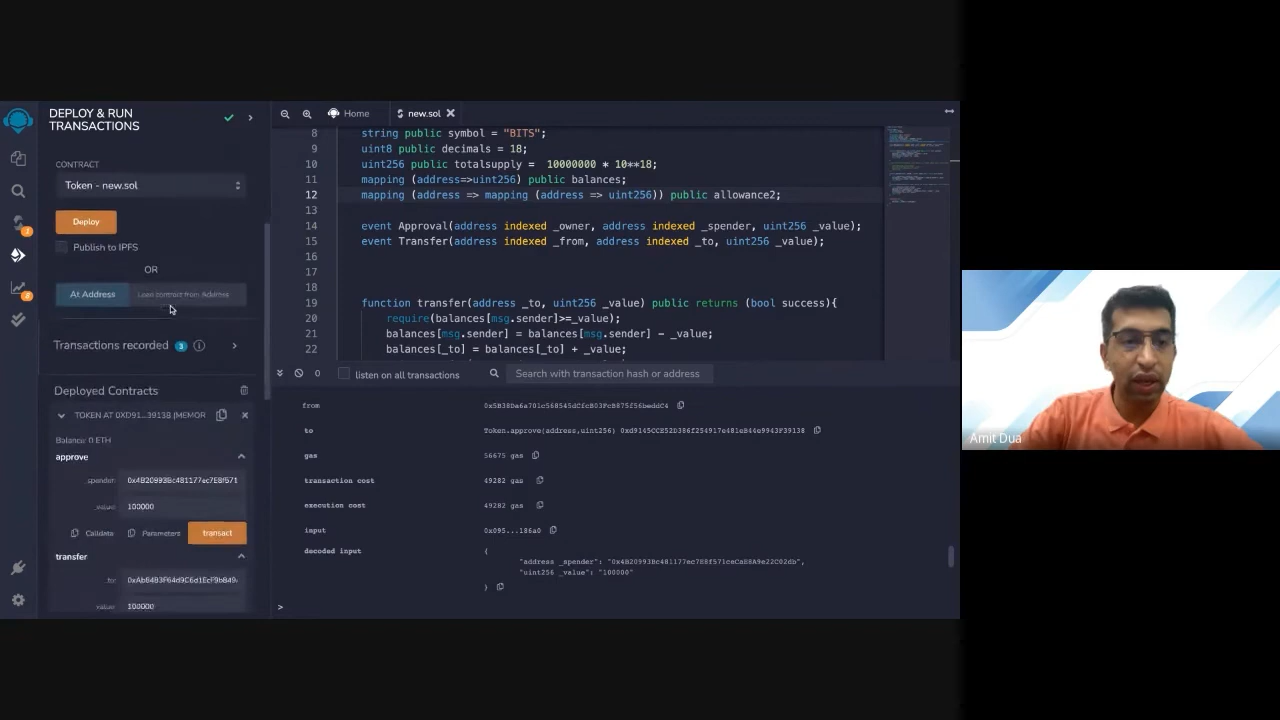 DEPLOY & RUN
TRANSACTIONS
CONTRACT
Token - new.sol
Deploy
Publish to IPFS
OR
At Address
Load contract from Address
Transactions recorded 3
Deployed Contracts
TOKEN AT 0XD91...39138 (MEMOR
Balance: 0 ETH
approve
_spender:
_value: 100000
Calldata Parameters transact
transfer
_to:
_value: 100000
Home
new.sol
8 string public symbol = "BITS";
9 uint8 public decimals = 18;
10 uint256 public totalsupply =  10000000 * 10**18;
11 mapping (address=>uint256) public balances;
12 mapping (address => mapping (address => uint256)) public allowance2;
13
14 event Approval(address indexed _owner, address indexed _spender, uint256 _value);
15 event Transfer(address indexed _from, address indexed _to, uint256 _value);
16
17
18
19 function transfer(address _to, uint256 _value) public returns (bool success){
20 require(balances[msg.sender]>=_value);
21 balances[msg.sender] = balances[msg.sender] - _value;
22 balances[_to] = balances[_to] + _value;
0
listen on all transactions
Search with transaction hash or address
from 0x5B38Da6a701c568545dCfcB03FcB875f56beddC4
to Token.approve(address,uint256)
gas 56675 gas
transaction cost 49282 gas
execution cost 49282 gas
input 0x095...186a0
decoded input {
"address _spender":
"uint256 _value": "100000"
}
>
Amit Dua